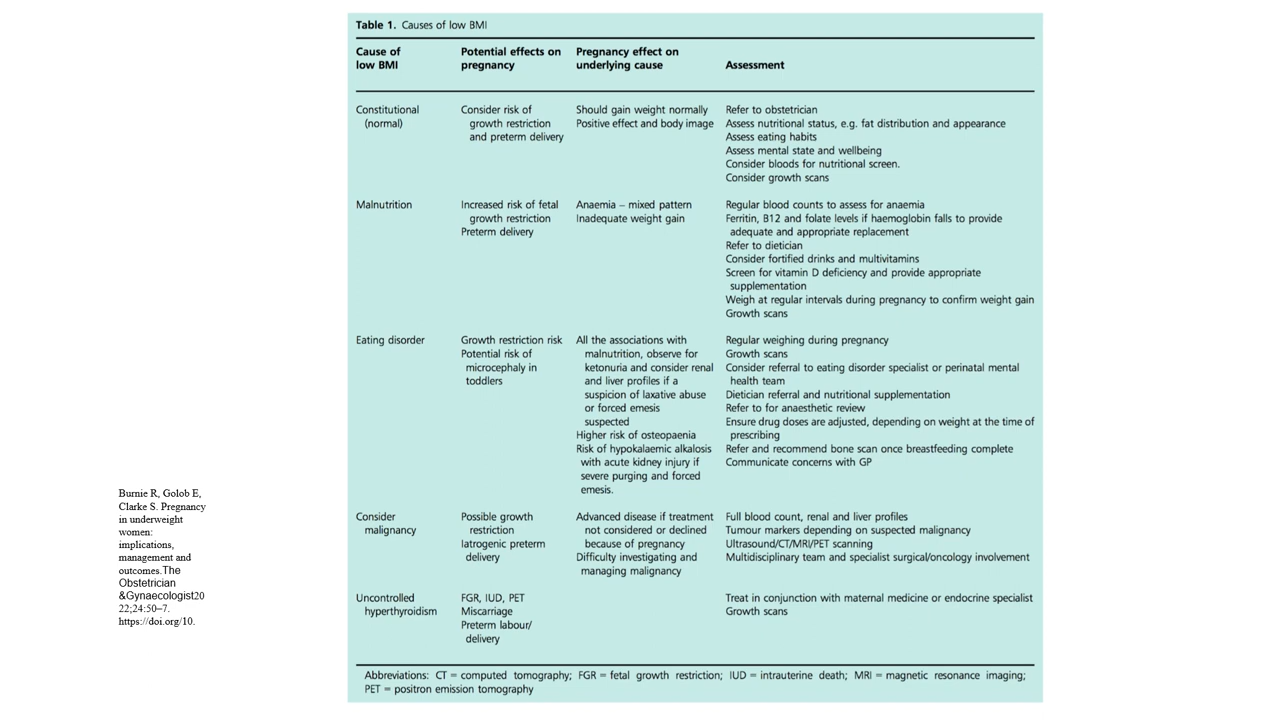 Table 1. Causes of low BMI
Cause of low BMI
Potential effects on pregnancy
Pregnancy effect on underlying cause
Assessment
Constitutional
(normal)
Consider risk of
growth restriction
and preterm delivery
Should gain weight normally
Positive effect and body image
Refer to obstetrician
Assess nutritional status, e.g. fat distribution and appearance
Assess eating habits
Assess mental state and wellbeing
Consider bloods for nutritional screen.
Consider growth scans
Malnutrition
Increased risk of fetal
growth restriction
Preterm delivery
Anaemia – mixed pattern
Inadequate weight gain
Regular blood counts to assess for anaemia
Ferritin, B12 and folate levels if haemoglobin falls to provide
adequate and appropriate replacement
Refer to dietician
Consider fortified drinks and multivitamins
Screen for vitamin D deficiency and provide appropriate
supplementation
Weigh at regular intervals during pregnancy to confirm weight gain
Growth scans
Eating disorder
Growth restriction risk
Potential risk of
microcephaly in
toddlers
All the associations with
malnutrition, observe for
ketonuria and consider renal
and liver profiles if a
suspicion of laxative abuse
or forced emesis
suspected
Higher risk of osteopaenia
Risk of hypokalaemic alkalosis
with acute kidney injury if
severe purging and forced
emesis.
Regular weighing during pregnancy
Growth scans
Consider referral to eating disorder specialist or perinatal mental
health team
Dietician referral and nutritional supplementation
Refer to for anaesthetic review
Ensure drug doses are adjusted, depending on weight at the time of
prescribing
Refer and recommend bone scan once breastfeeding complete
Communicate concerns with GP
Consider
malignancy
Possible growth
restriction
Iatrogenic preterm
delivery
Advanced disease if treatment
not considered or declined
because of pregnancy
Difficulty investigating and
managing malignancy
Full blood count, renal and liver profiles
Tumour markers depending on suspected malignancy
Ultrasound/CT/MRI/PET scanning
Multidisciplinary team and specialist surgical/oncology involvement
Uncontrolled
hyperthyroidism
FGR, IUD, PET
Miscarriage
Preterm labour/
delivery
Treat in conjunction with maternal medicine or endocrine specialist
Growth scans
Abbreviations: CT = computed tomography; FGR = fetal growth restriction; IUD = intrauterine death; MRI = magnetic resonance imaging;
PET = positron emission tomography
Burnie R, Golob E,
Clarke S. Pregnancy
in underweight
women:
implications,
management and
outcomes.The
Obstetrician
&Gynaecologist20
22;24:50–7.
https://doi.org/10.